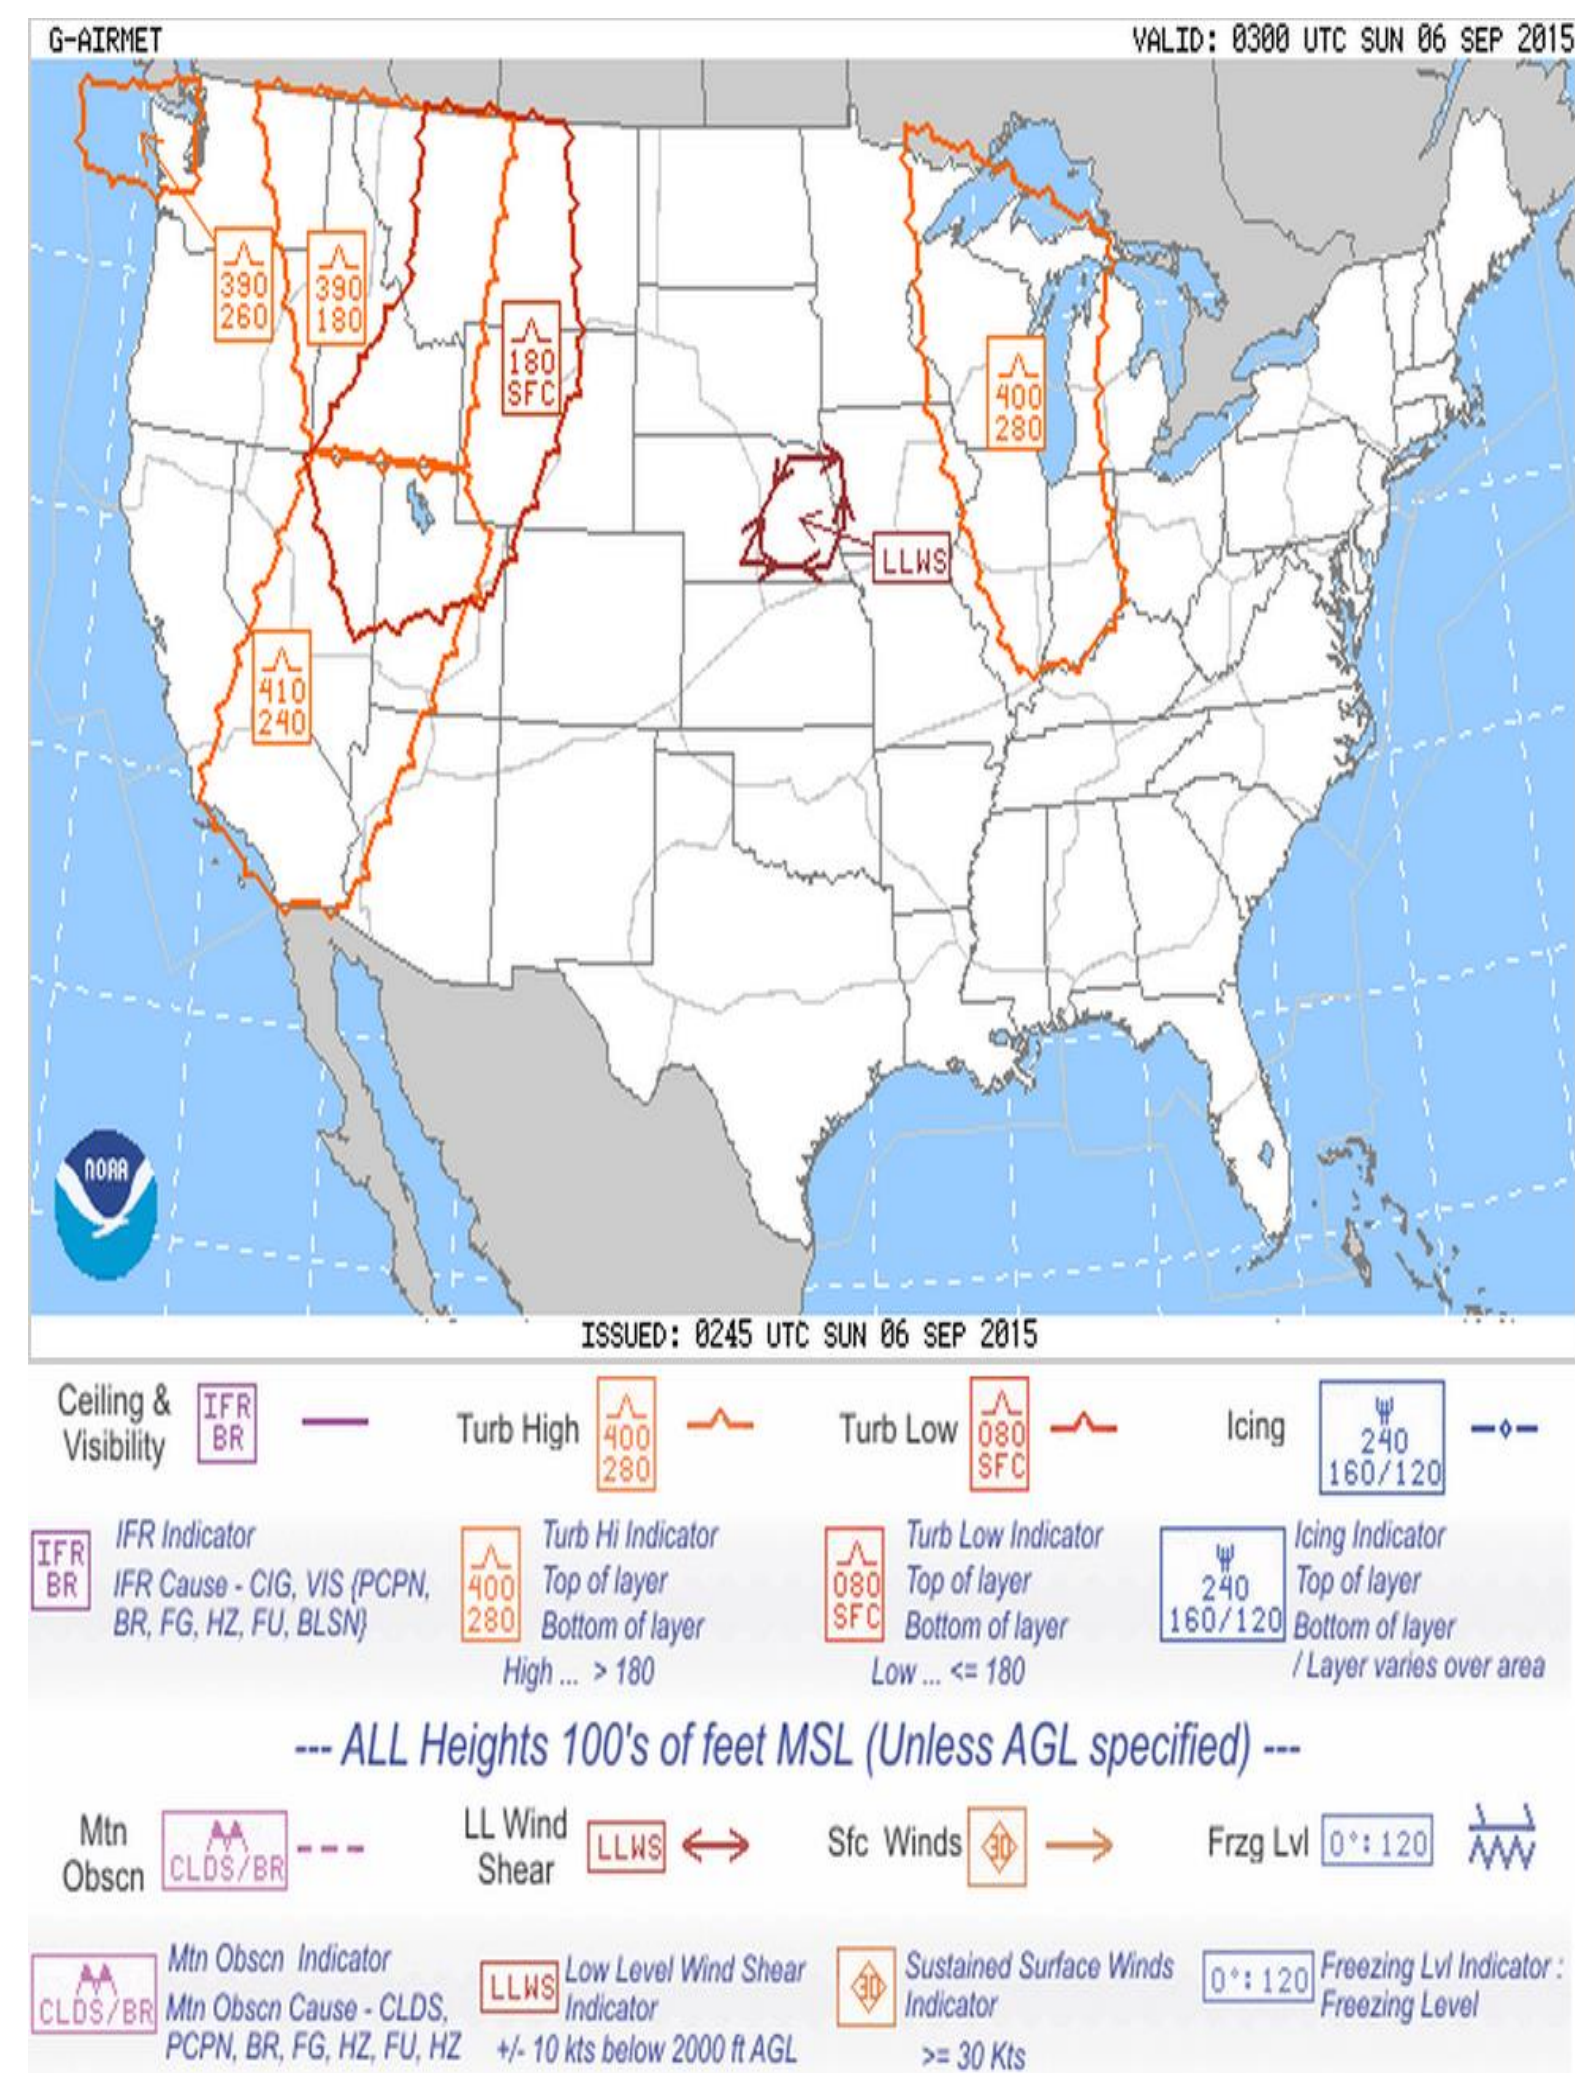 G-AIRMET
VALID: 0300 UTC SUN 06 SEP 2015
390
260
390
180
180
SFC
400
280
LLWS
410
240
NOAA
ISSUED: 0245 UTC SUN 06 SEP 2015
Ceiling &
Visibility
IFR
BR
Turb High
400
280
Turb Low
080
SFC
Icing
240
160/120
IFR
BR
IFR Indicator
IFR Cause - CIG, VIS {PCPN,
BR, FG, HZ, FU, BLSN}
400
280
Turb Hi Indicator
Top of layer
Bottom of layer
High ... > 180
080
SFC
Turb Low Indicator
Top of layer
Bottom of layer
Low ... <= 180
240
160/120
Icing Indicator
Top of layer
Bottom of layer
/ Layer varies over area
--- ALL Heights 100's of feet MSL (Unless AGL specified) ---
Mtn
Obscn
CLDS/BR
LL Wind
Shear
LLWS
Sfc Winds
30
Frzg Lvl
0°:120
CLDS/BR
Mtn Obscn Indicator
Mtn Obscn Cause - CLDS,
PCPN, BR, FG, HZ, FU, HZ
LLWS
Low Level Wind Shear
Indicator
+/- 10 kts below 2000 ft AGL
30
Sustained Surface Winds
Indicator
>= 30 Kts
0°:120
Freezing Lvl Indicator :
Freezing Level